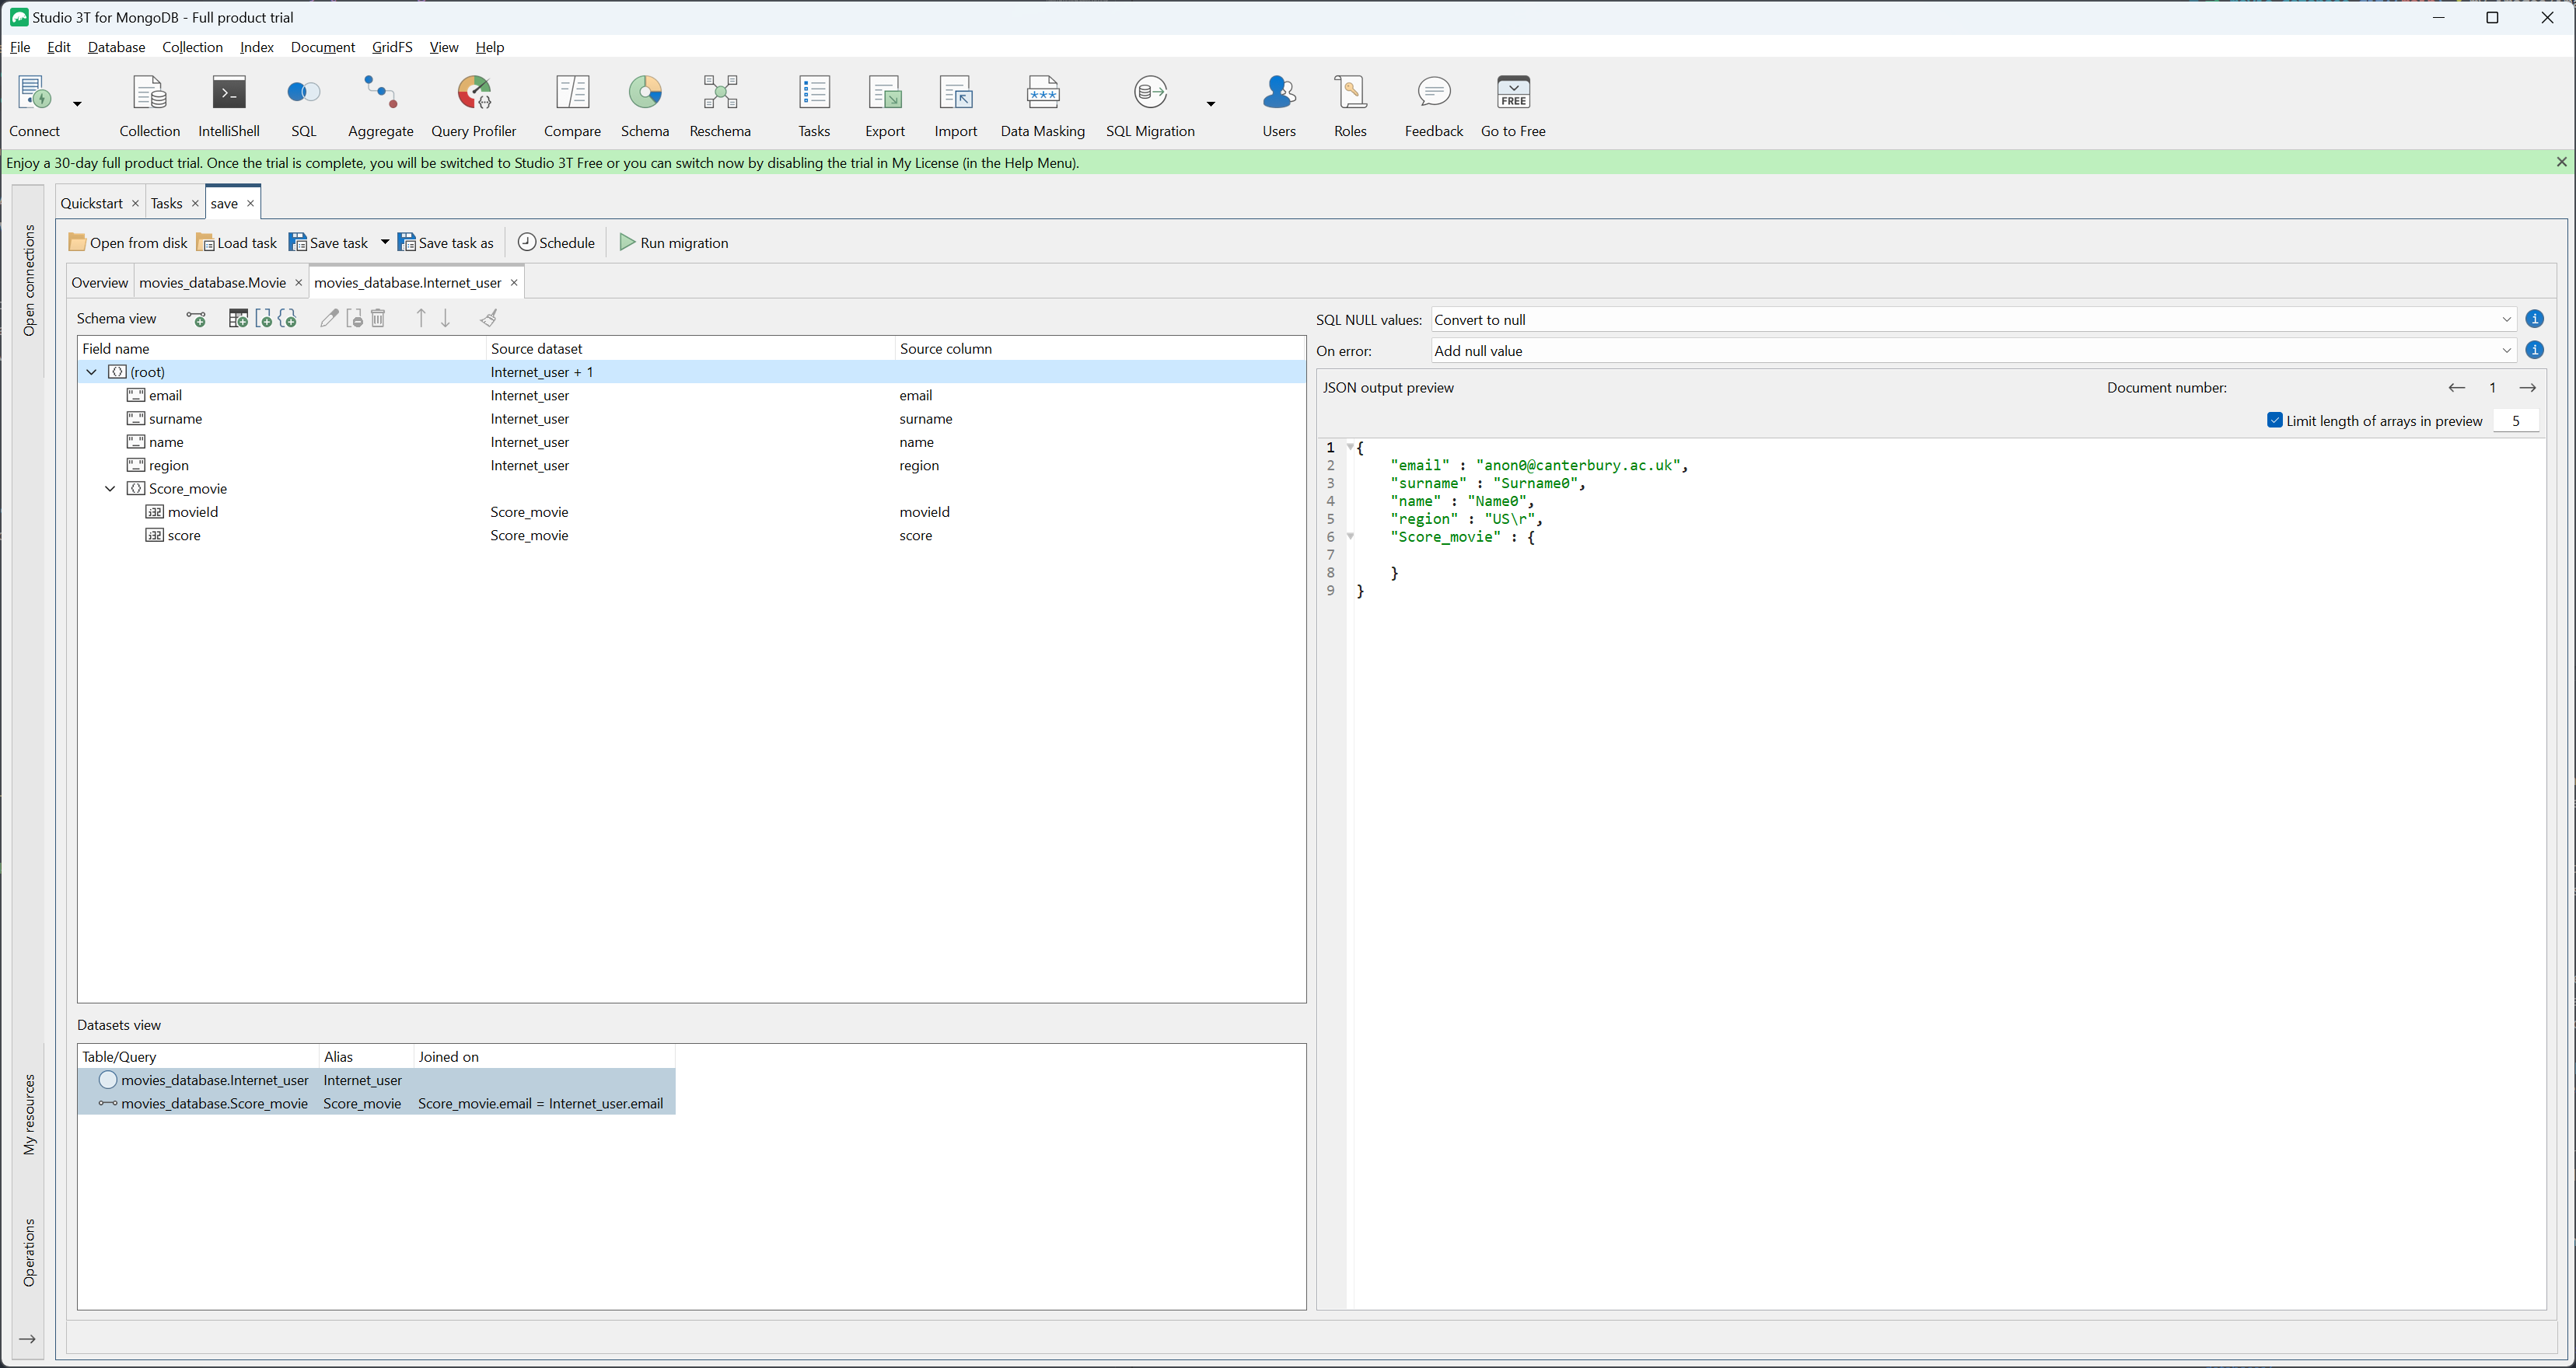 Studio 3T for MongoDB - Full product trial
File Edit Database Collection Index Document GridFS View Help
Connect Collection IntelliShell SQL Aggregate Query Profiler Compare Schema Reschema Tasks Export Import Data Masking SQL Migration Users Roles Feedback Go to Free
FREE
Enjoy a 30-day full product trial. Once the trial is complete, you will be switched to Studio 3T Free or you can switch now by disabling the trial in My License (in the Help Menu).
Open connections
My resources
Operations
Quickstart Tasks save
Open from disk Load task Save task Save task as Schedule Run migration
Overview movies_database.Movie movies_database.Internet_user
Schema view
Field name Source dataset Source column
(root) Internet_user + 1
email Internet_user email
surname Internet_user surname
name Internet_user name
region Internet_user region
Score_movie
movieId Score_movie movieId
score Score_movie score
Datasets view
Table/Query Alias Joined on
movies_database.Internet_user Internet_user
movies_database.Score_movie Score_movie Score_movie.email = Internet_user.email
SQL NULL values: Convert to null
On error: Add null value
JSON output preview Document number: 1
Limit length of arrays in preview 5
1 {
2 "email" : "anon0@canterbury.ac.uk",
3 "surname" : "Surname0",
4 "name" : "Name0",
5 "region" : "US\r",
6 "Score_movie" : {
7
8 }
9 }